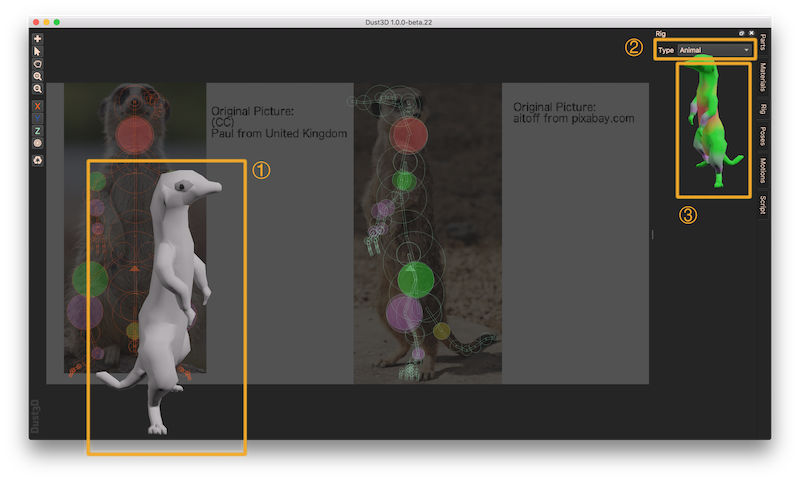 Dust3D 1.0.0-beta.22
Rig
②
Type Animal
Parts
Materials
Rig
Poses
Motions
Script
X
Y
Z
Original Picture:
(CC)
Paul from United Kingdom
Original Picture:
aitoff from pixabay.com
①
③
Dust3D